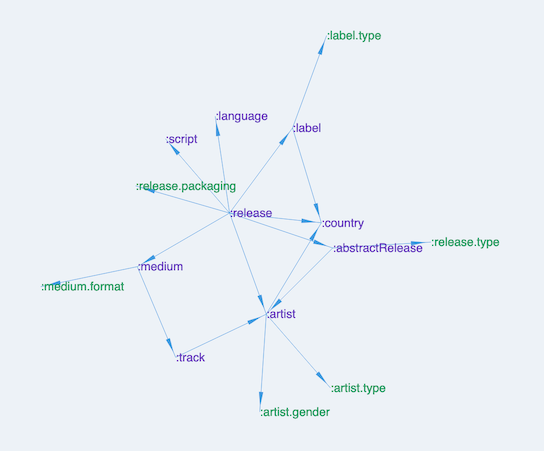 :label.type
:language
:label
:script
:release.packaging
:release
:country
:release.type
:abstractRelease
:medium
:medium.format
:artist
:track
:artist.type
:artist.gender